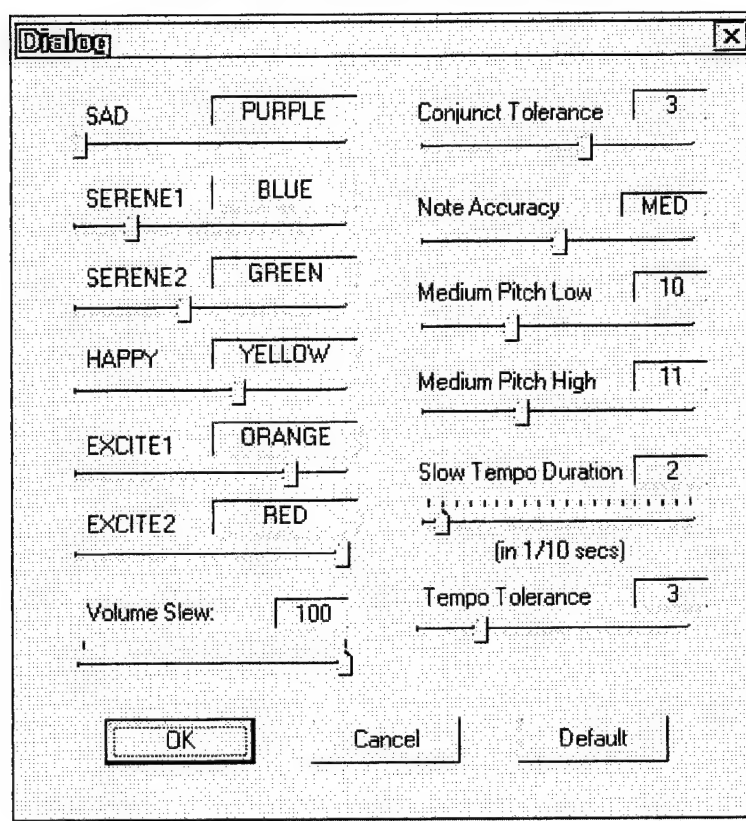 Dialog
SAD PURPLE
SERENE1 BLUE
SERENE2 GREEN
HAPPY YELLOW
EXCITE1 ORANGE
EXCITE2 RED
Volume Slew: 100
Conjunct Tolerance 3
Note Accuracy MED
Medium Pitch Low 10
Medium Pitch High 11
Slow Tempo Duration 2
(in 1/10 secs)
Tempo Tolerance 3
OK Cancel Default